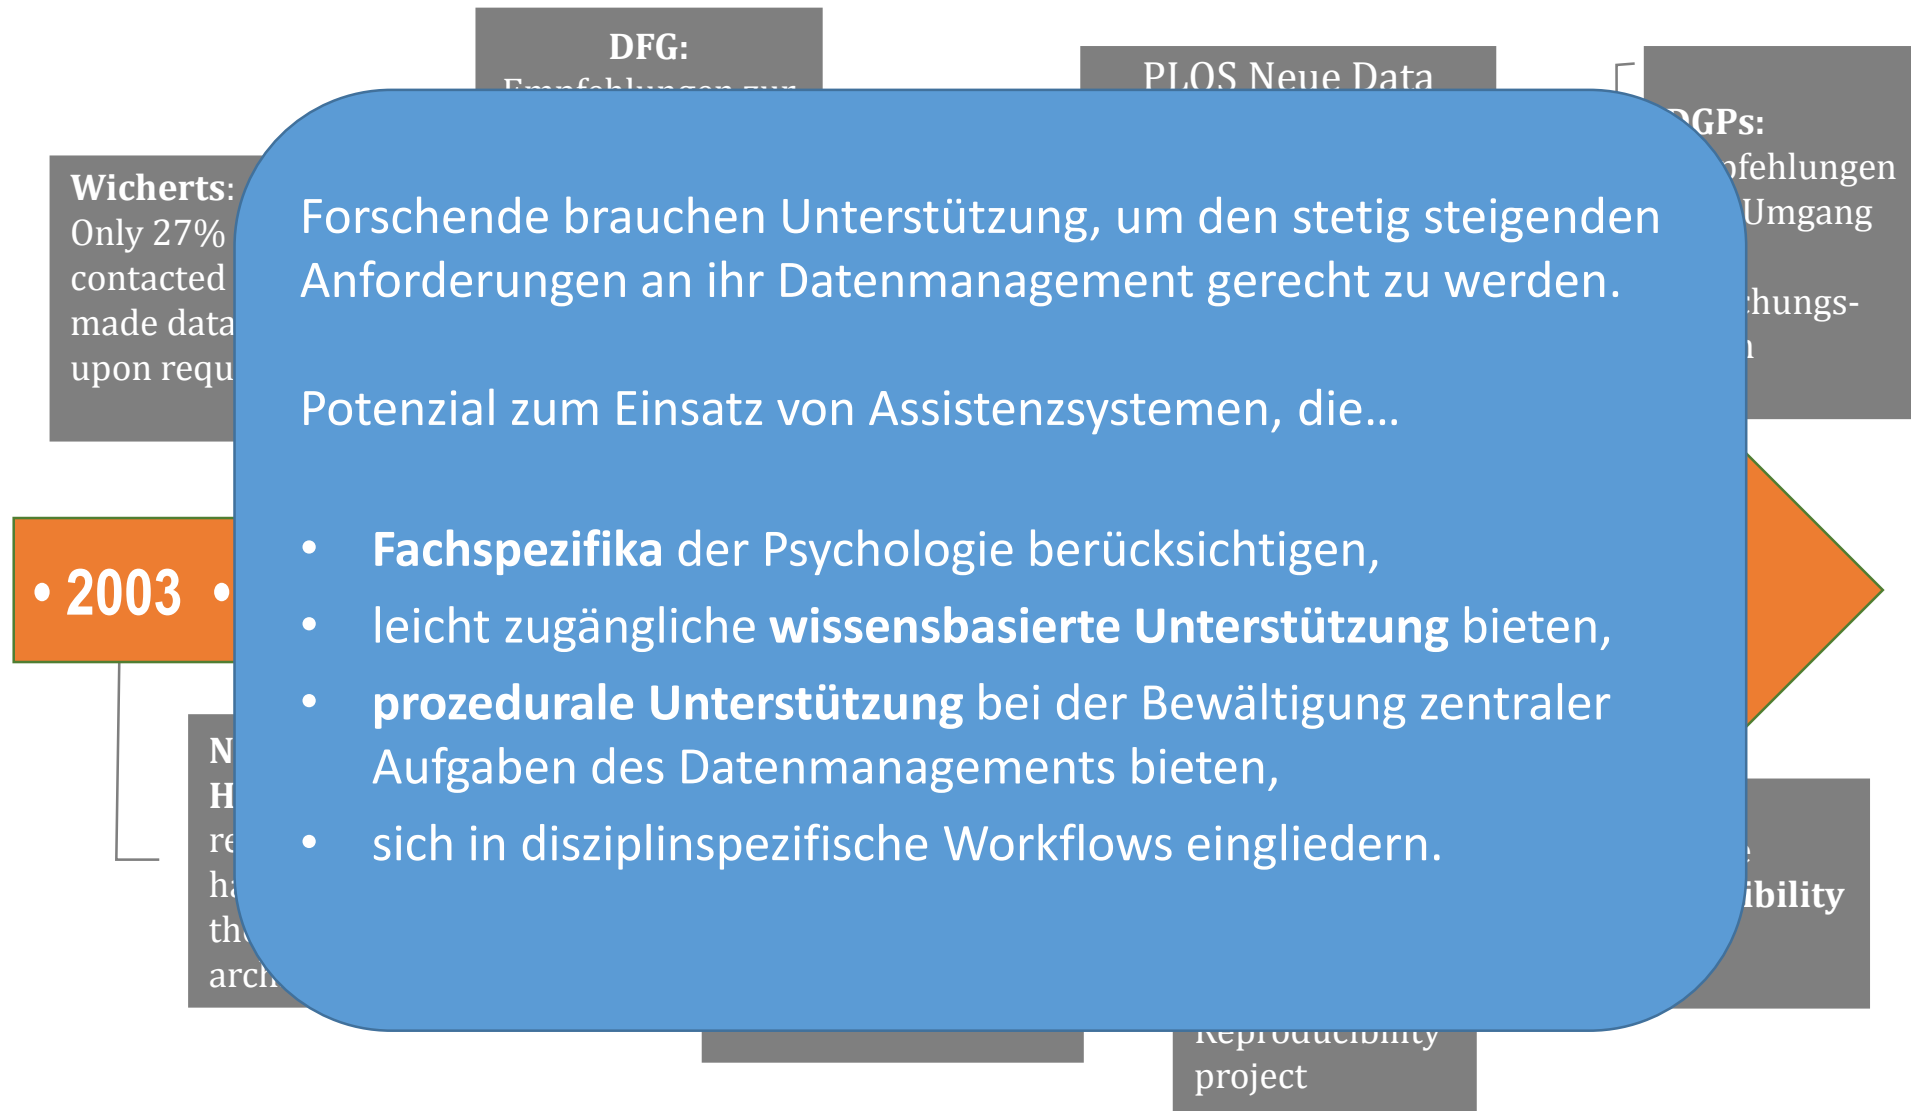 DFG:
Empfehlungen zur
PLOS Neue Data
DGPs:
Umgang
Wicherts:
Only 27%
contacted
made data
upon
Forschende brauchen Unterstützung, um den stetig steigenden
Anforderungen an ihr Datenmanagement gerecht zu werden.
Potenzial zum Einsatz von Assistenzsystemen, die…
• Fachspezifika der Psychologie berücksichtigen,
• leicht zugängliche wissensbasierte Unterstützung bieten,
• prozedurale Unterstützung bei der Bewältigung zentraler
Aufgaben des Datenmanagements bieten,
• sich in disziplinspezifische Workflows eingliedern.
• 2003 •
Reproducibility
project